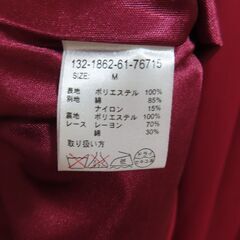 132-1862-61-76715
SIZE: M
表地 ポリエステル 100%
別地 綿 85%
ナイロン 15%
裏地 ポリエステル 100%
レース レーヨン 70%
綿 30%
取り扱い方